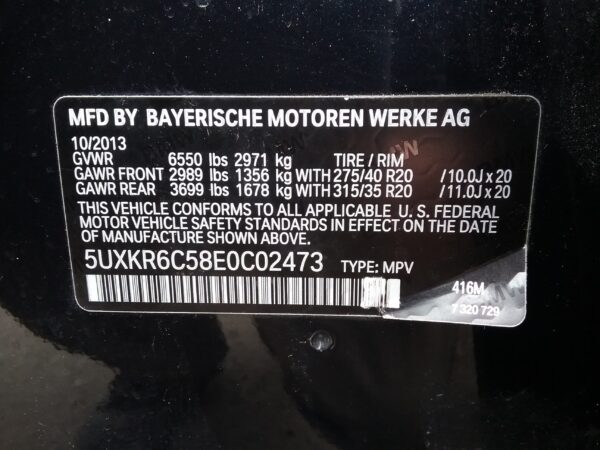 MFD BY BAYERISCHE MOTOREN WERKE AG
10/2013
GVWR 6550 lbs 2971 kg TIRE / RIM
GAWR FRONT 2989 lbs 1356 kg WITH 275/40 R20 /10.0J x 20
GAWR REAR 3699 lbs 1678 kg WITH 315/35 R20 /11.0J x 20
THIS VEHICLE CONFORMS TO ALL APPLICABLE U. S. FEDERAL
MOTOR VEHICLE SAFETY STANDARDS IN EFFECT ON THE DATE
OF MANUFACTURE SHOWN ABOVE.
5UXKR6C58E0C02473 TYPE: MPV
416M
7 320 729